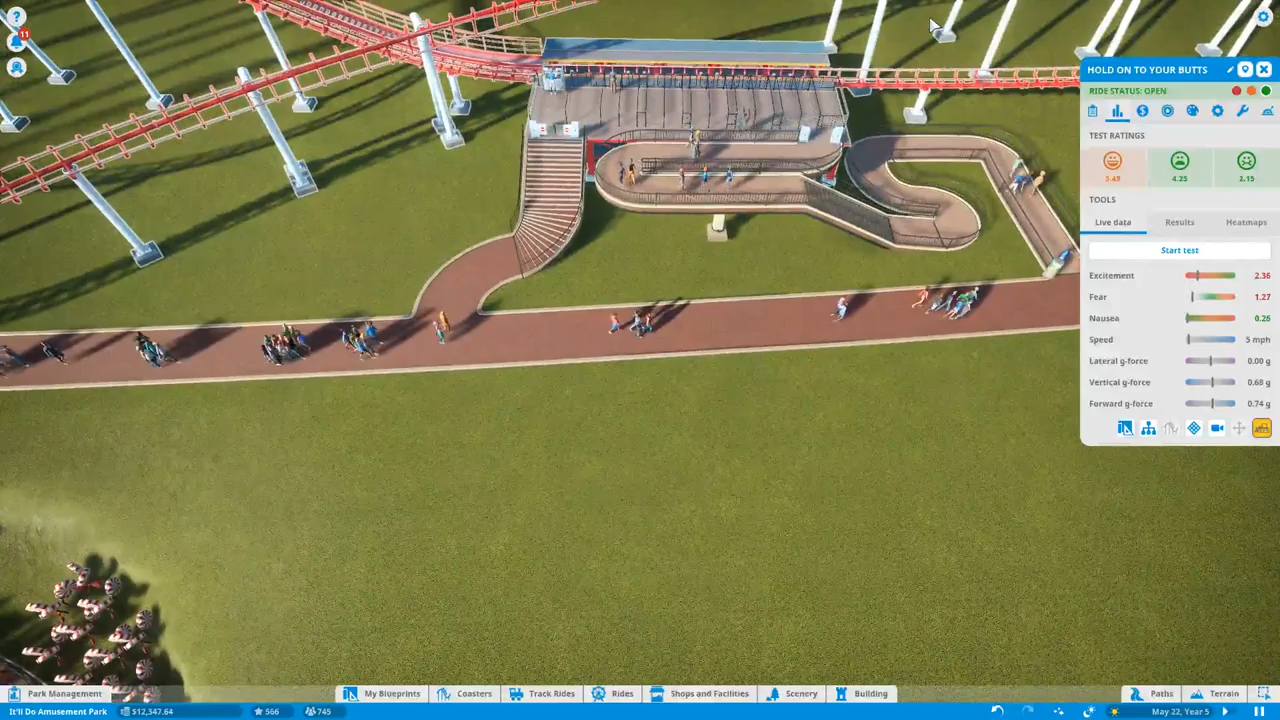 ?
11
HOLD ON TO YOUR BUTTS
RIDE STATUS: OPEN
TEST RATINGS
3.49 4.25 2.15
TOOLS
Live data Results Heatmaps
Start test
Excitement 2.36
Fear 1.27
Nausea 0.26
Speed 5 mph
Lateral g-force 0.00 g
Vertical g-force 0.68 g
Forward g-force 0.74 g
Park Management My Blueprints Coasters Track Rides Rides Shops and Facilities Scenery Building Paths Terrain
It'll Do Amusement Park $12,347.64 566 745 May 22, Year 5